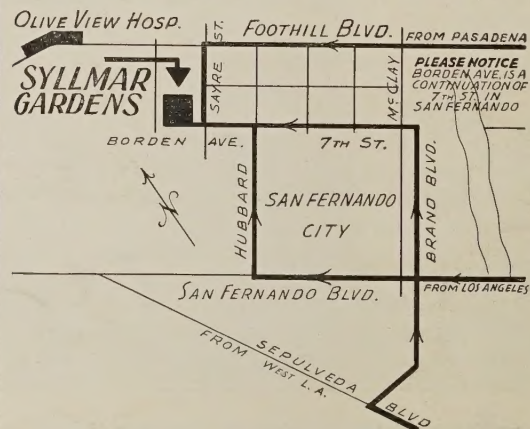 OLIVE VIEW HOSP.
SAYRE ST.
FOOTHILL BLVD.
FROM PASADENA
SYLLMAR
GARDENS
McCLAY
PLEASE NOTICE
BORDEN AVE. IS A
CONTINUATION OF
7TH ST. IN
SAN FERNANDO
BORDEN AVE.
7TH ST.
N
HUBBARD
SAN FERNANDO
CITY
BRAND BLVD.
SAN FERNANDO BLVD.
FROM LOS ANGELES
SEPULVEDA BLVD
FROM WEST L.A.